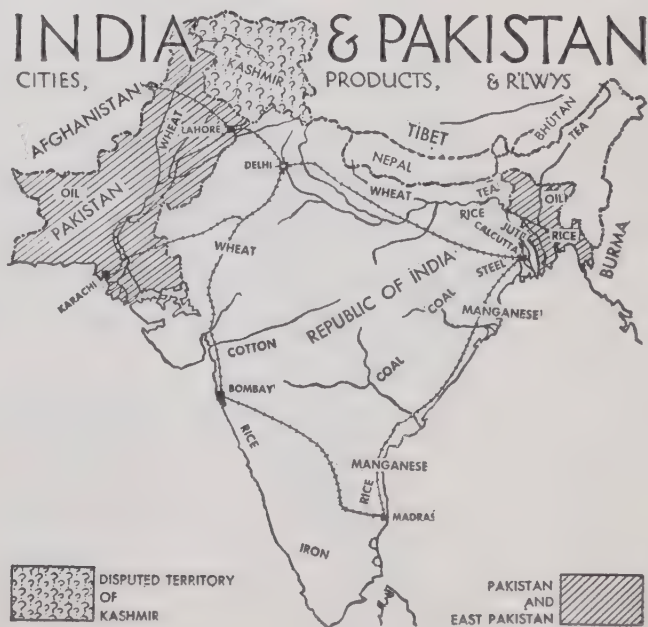 INDIA & PAKISTAN
CITIES, PRODUCTS, & R'LWYS
KASHMIR
AFGHANISTAN
WHEAT
LAHORE
TIBET
BHUTAN
TEA
NEPAL
DELHI
OIL
PAKISTAN
WHEAT
TEA
OIL
RICE
JUTE
RICE
CALCUTTA
STEEL
BURMA
WHEAT
KARACHI
REPUBLIC OF INDIA
COAL
MANGANESE
COTTON
COAL
BOMBAY
RICE
MANGANESE
RICE
MADRAS
IRON
DISPUTED TERRITORY
OF
KASHMIR
PAKISTAN
AND
EAST PAKISTAN